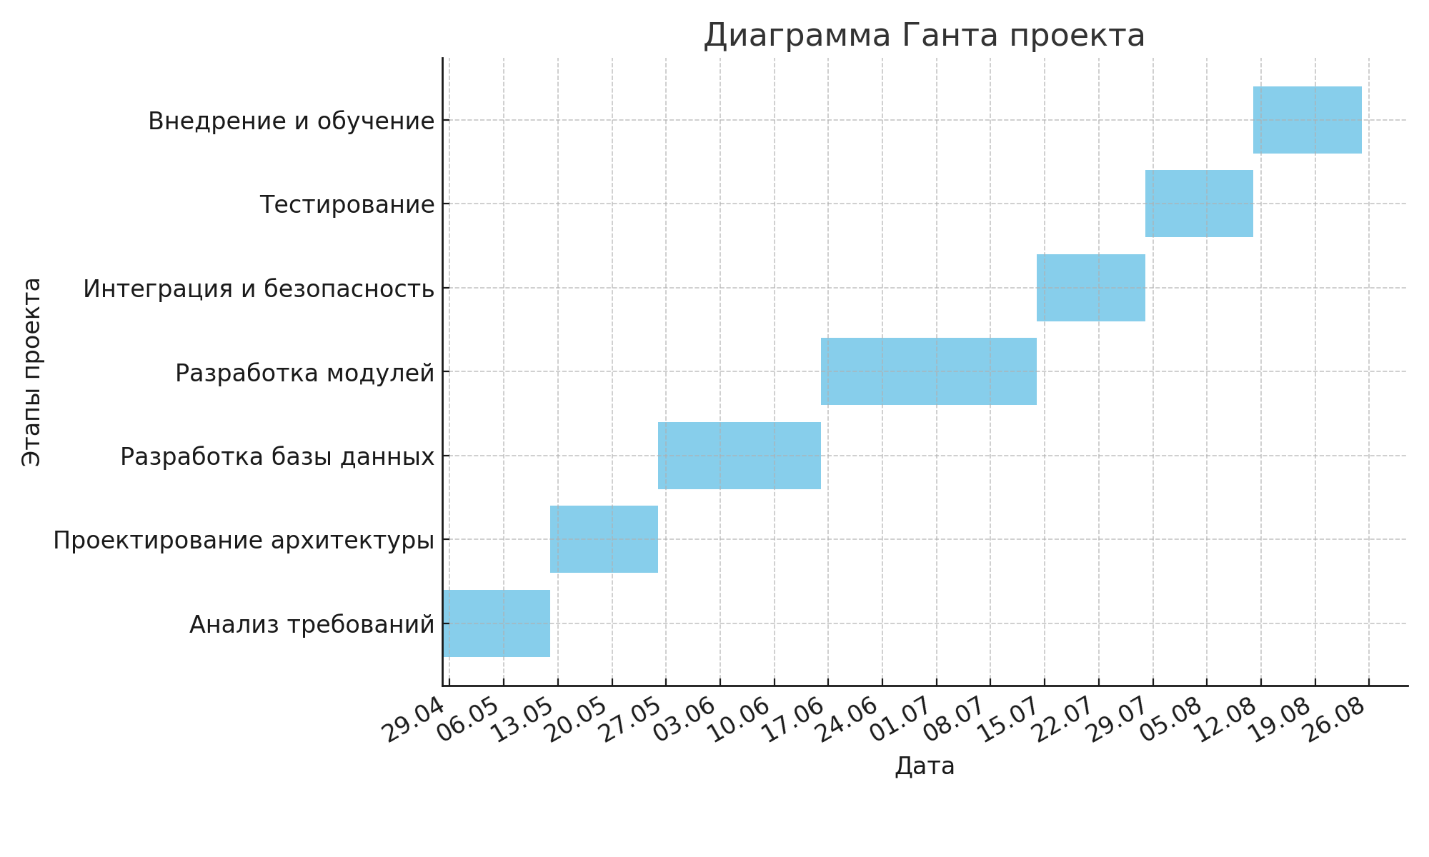 Диаграмма Ганта проекта
Внедрение и обучение
Тестирование
Интеграция и безопасность
Разработка модулей
Разработка базы данных
Проектирование архитектуры
Анализ требований
Этапы проекта
29.04 06.05 13.05 20.05 27.05 03.06 10.06 17.06 24.06 01.07 08.07 15.07 22.07 29.07 05.08 12.08 19.08 26.08
Дата